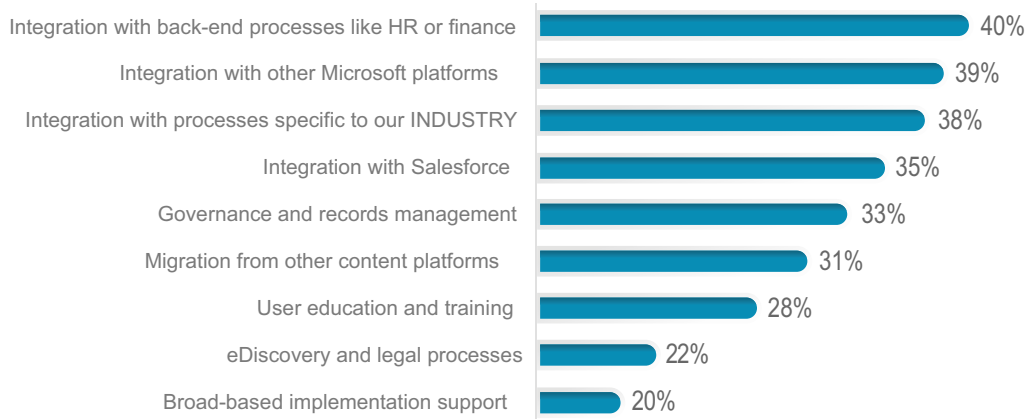 Integration with back-end processes like HR or finance 40%
Integration with other Microsoft platforms 39%
Integration with processes specific to our INDUSTRY 38%
Integration with Salesforce 35%
Governance and records management 33%
Migration from other content platforms 31%
User education and training 28%
eDiscovery and legal processes 22%
Broad-based implementation support 20%